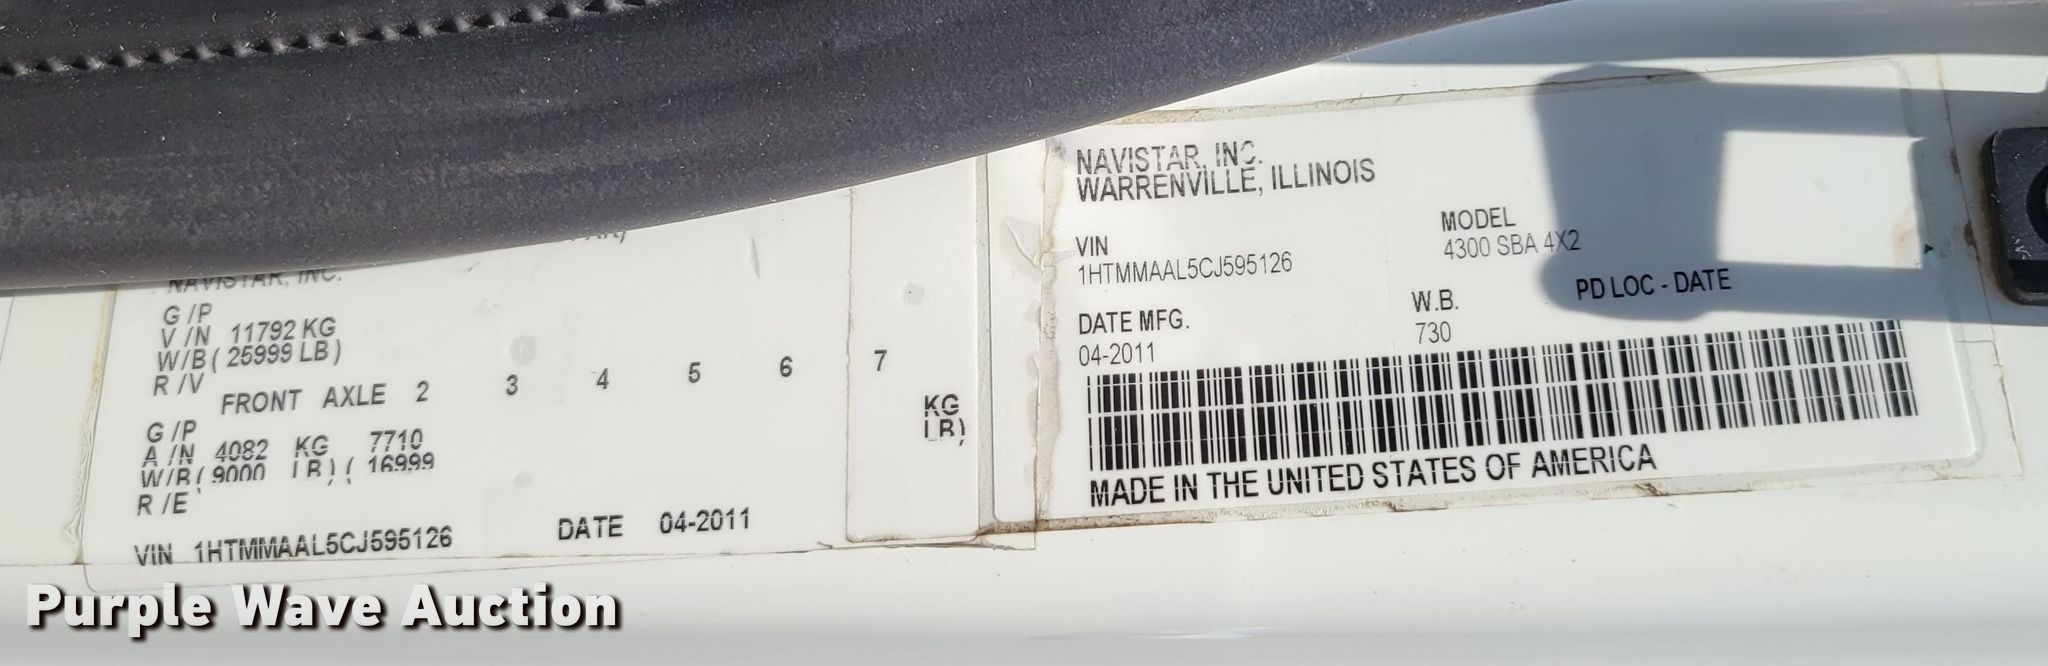 NAVISTAR, INC.
G/P
V/N 11792 KG
W/B (25999 LB)
R/V
FRONT AXLE 2 3 4 5 6 7
G/P
A/N 4082 KG 7710 KG
W/B (9000 LB) (16999 LB)
R/E
VIN 1HTMMAAL5CJ595126 DATE 04-2011
NAVISTAR, INC.
WARRENVILLE, ILLINOIS
VIN
1HTMMAAL5CJ595126
MODEL
4300 SBA 4X2
DATE MFG.
04-2011
W.B.
730
PD LOC - DATE
MADE IN THE UNITED STATES OF AMERICA
Purple Wave Auction